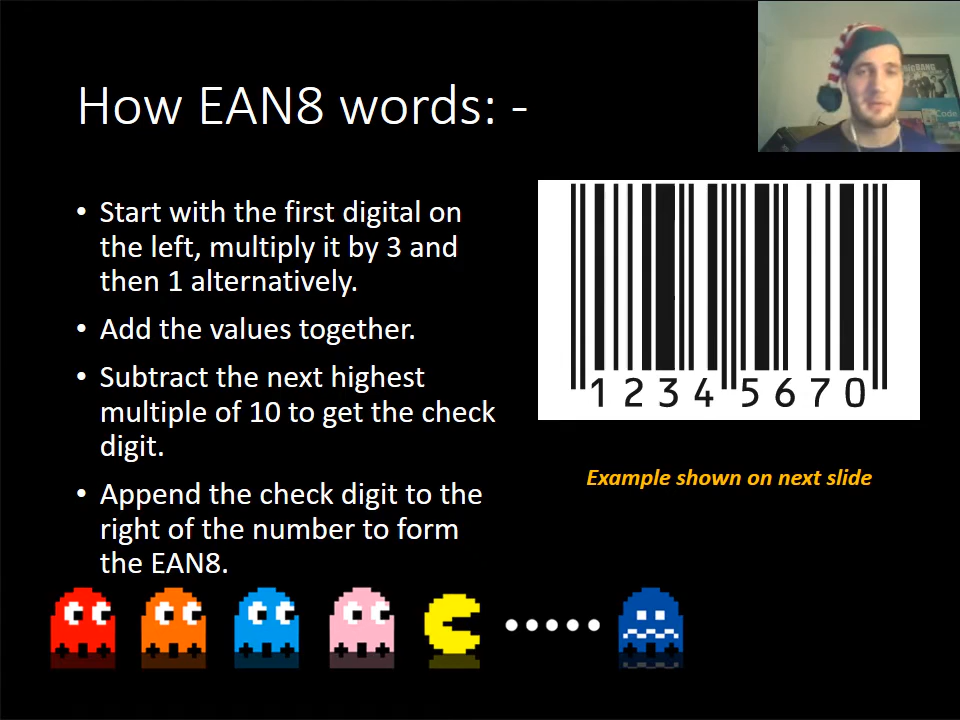 How EAN8 words: -
• Start with the first digital on
the left, multiply it by 3 and
then 1 alternatively.
• Add the values together.
• Subtract the next highest
multiple of 10 to get the check
digit.
• Append the check digit to the
right of the number to form
the EAN8.
1234 5670
Example shown on next slide